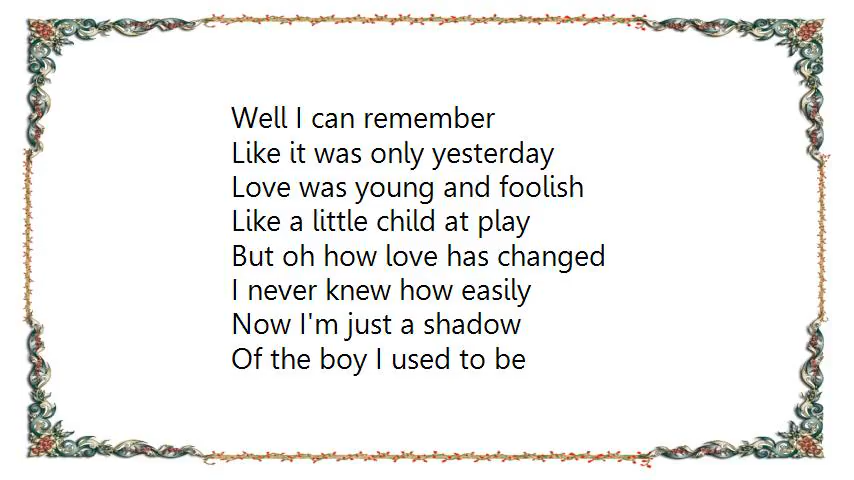 Well I can remember
Like it was only yesterday
Love was young and foolish
Like a little child at play
But oh how love has changed
I never knew how easily
Now I'm just a shadow
Of the boy I used to be